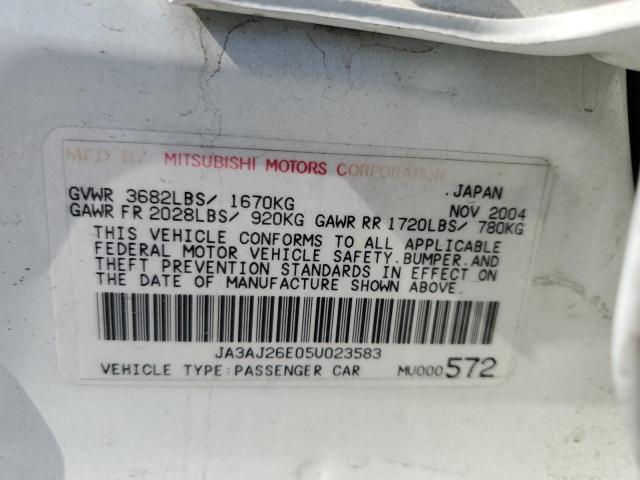 MFD BY MITSUBISHI MOTORS CORPORATION
JAPAN
GVWR 3682LBS/ 1670KG NOV 2004
GAWR FR 2028LBS/ 920KG GAWR RR 1720LBS/ 780KG
THIS VEHICLE CONFORMS TO ALL APPLICABLE
FEDERAL MOTOR VEHICLE SAFETY.BUMPER.AND
THEFT PREVENTION STANDARDS IN EFFECT ON
THE DATE OF MANUFACTURE SHOWN ABOVE.
JA3AJ26E05U023583
VEHICLE TYPE:PASSENGER CAR MU000572